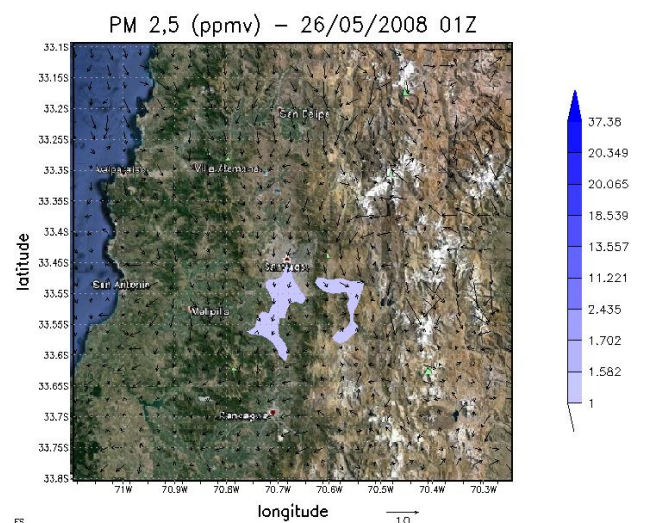 PM 2,5 (ppmv) - 26/05/2008 01Z
33.1S
33.15S
33.2S
33.25S
33.3S
33.35S
33.4S
33.45S
33.5S
33.55S
33.6S
33.65S
33.7S
33.75S
33.8S
latitude
San Felipe
Valparaiso
Villa Alemana
Santiago
San Antonio
Melipilla
Rancagua
71W
70.9W
70.8W
70.7W
70.6W
70.5W
70.4W
70.3W
longitude
10
37.38
20.349
20.065
18.539
13.557
11.221
2.435
1.702
1.582
1